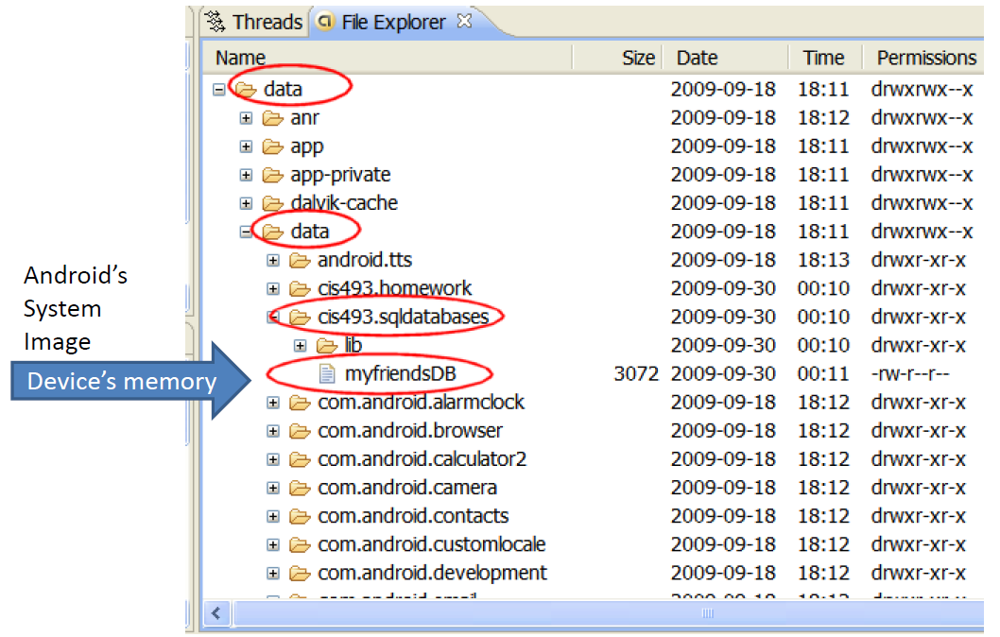 Threads File Explorer
Name Size Date Time Permissions
data 2009-09-18 18:11 drwxrwx--x
anr 2009-09-18 18:12 drwxrwx--x
app 2009-09-18 18:11 drwxrwx--x
app-private 2009-09-18 18:11 drwxrwx--x
dalvik-cache 2009-09-18 18:11 drwxrwx--x
data 2009-09-18 18:11 drwxrwx--x
android.tts 2009-09-18 18:13 drwxr-xr-x
cis493.homework 2009-09-30 00:10 drwxr-xr-x
cis493.sqldatabases 2009-09-30 00:10 drwxr-xr-x
lib 2009-09-30 00:10 drwxr-xr-x
myfriendsDB 3072 2009-09-30 00:11 -rw-r--r--
com.android.alarmclock 2009-09-18 18:12 drwxr-xr-x
com.android.browser 2009-09-18 18:12 drwxr-xr-x
com.android.calculator2 2009-09-18 18:12 drwxr-xr-x
com.android.camera 2009-09-18 18:12 drwxr-xr-x
com.android.contacts 2009-09-18 18:12 drwxr-xr-x
com.android.customlocale 2009-09-18 18:12 drwxr-xr-x
com.android.development 2009-09-18 18:12 drwxr-xr-x
Android's
System
Image
Device's memory